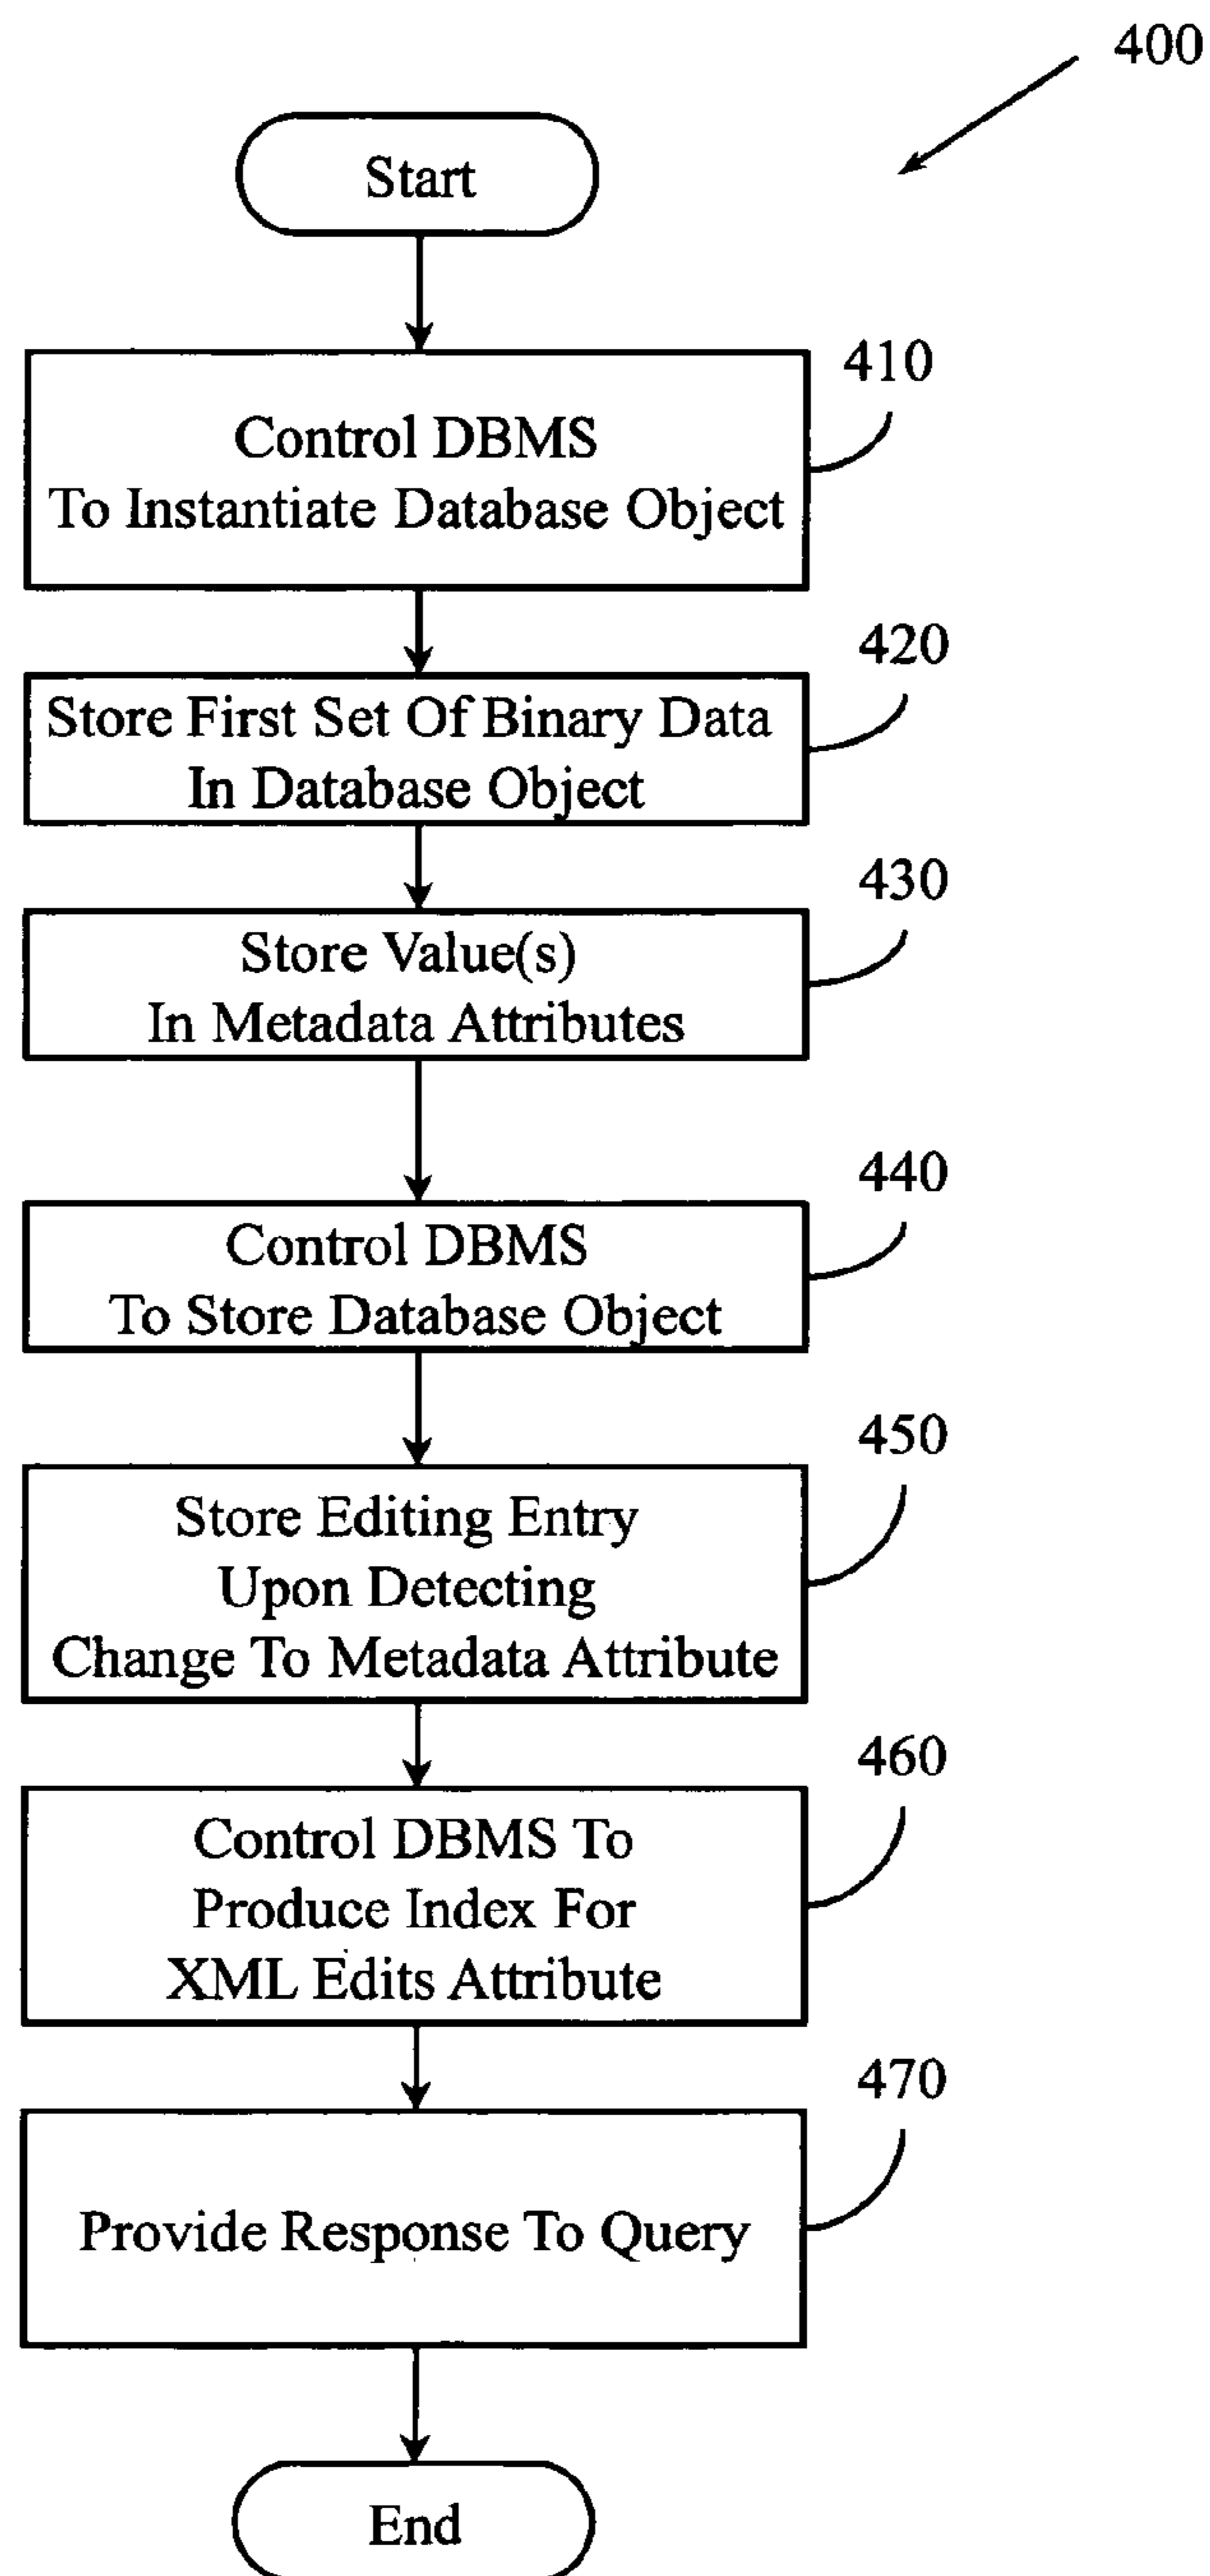 400
Start
410
Control DBMS
To Instantiate Database Object
420
Store First Set Of Binary Data
In Database Object
430
Store Value(s)
In Metadata Attributes
440
Control DBMS
To Store Database Object
450
Store Editing Entry
Upon Detecting
Change To Metadata Attribute
460
Control DBMS To
Produce Index For
XML Edits Attribute
470
Provide Response To Query
End